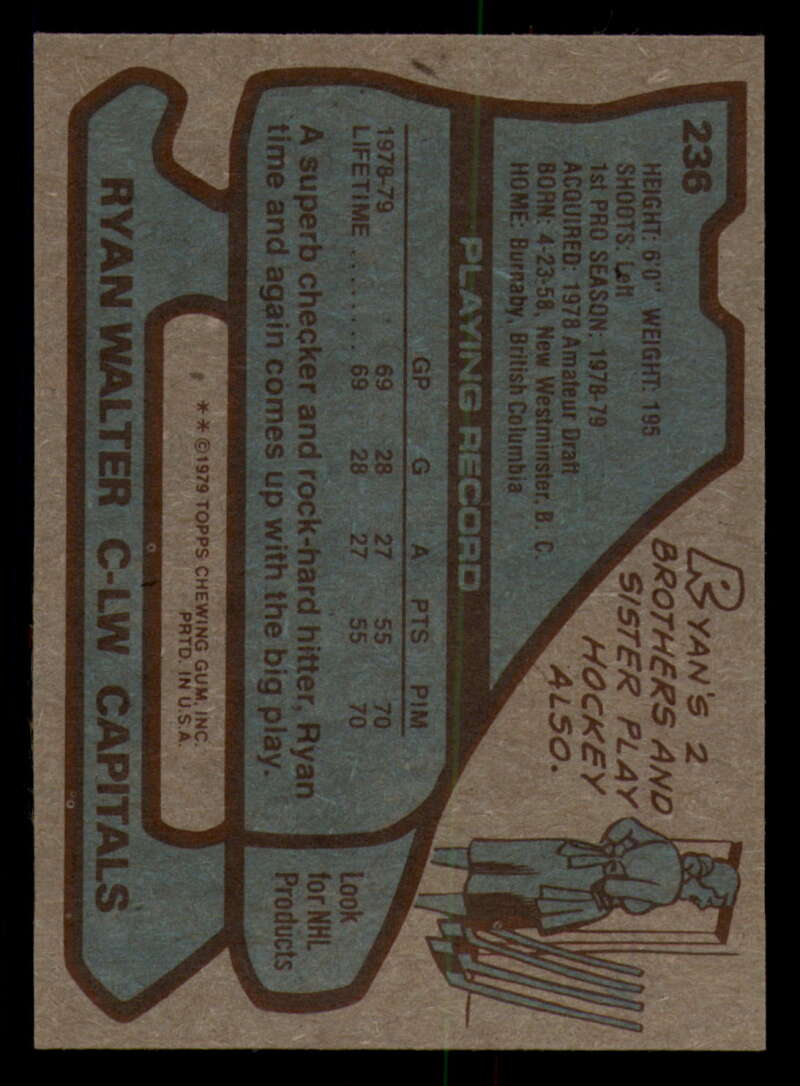 236
HEIGHT: 6'0" WEIGHT: 195
SHOOTS: Left
1st PRO SEASON: 1978-79
ACQUIRED: 1978 Amateur Draft
BORN: 4-23-58, New Westminster, B. C.
HOME: Burnaby, British Columbia
RYAN'S 2
BROTHERS AND
SISTER PLAY
HOCKEY
ALSO.
PLAYING RECORD
GP G A PTS PIM
1978-79 69 28 27 55 70
LIFETIME ........ 69 28 27 55 70
A superb checker and rock-hard hitter, Ryan
time and again comes up with the big play.
Look
for NHL
Products
**©1979 TOPPS CHEWING GUM, INC.
PRTD. IN U.S.A.
RYAN WALTER C-LW CAPITALS